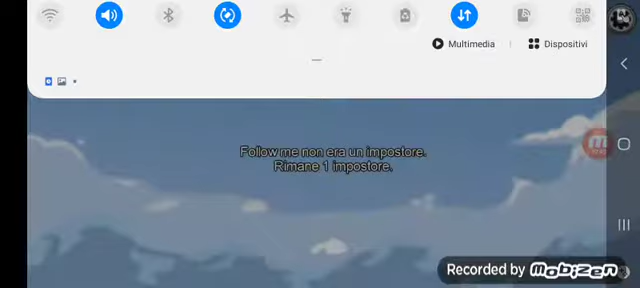 Multimedia
Dispositivi
Follow me non era un impostore.
Rimane 1 impostore.
Recorded by Mobizen